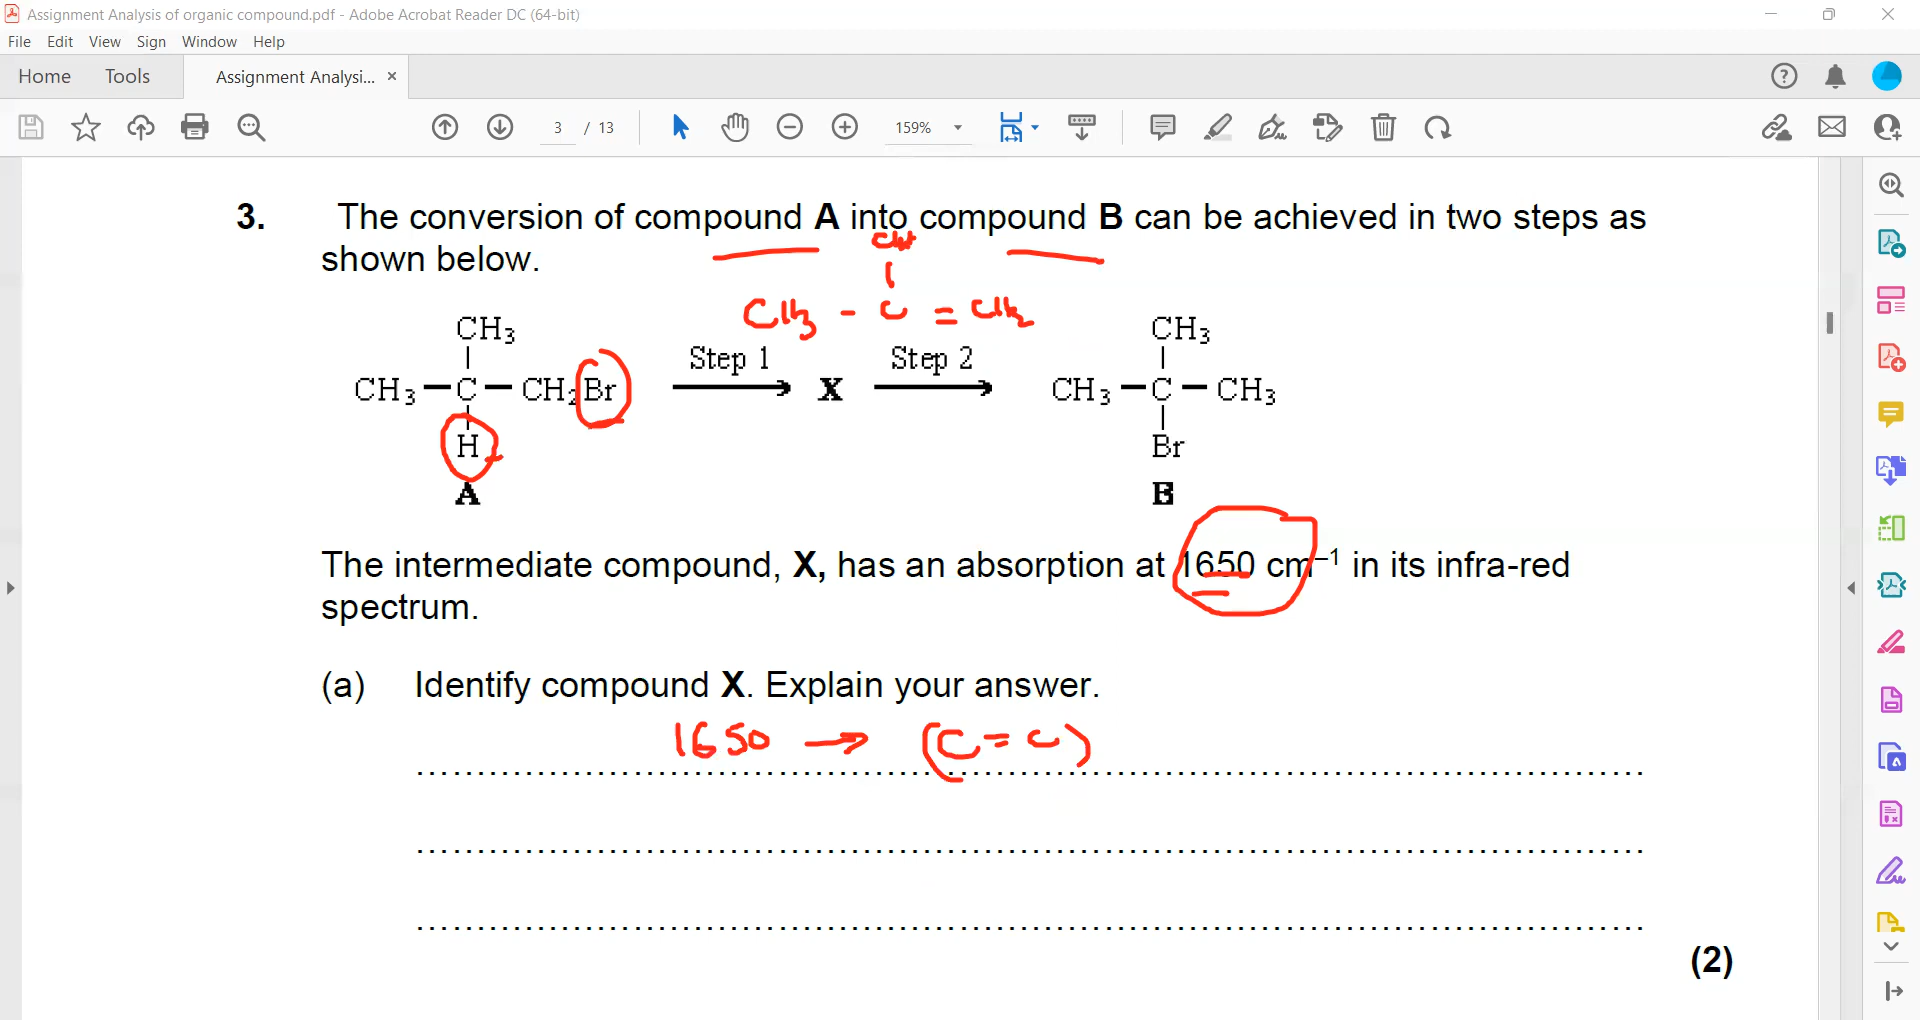 Assignment Analysis of organic compound.pdf - Adobe Acrobat Reader DC (64-bit)
File Edit View Sign Window Help
Home Tools Assignment Analysi... ×
3 / 13 159%
3. The conversion of compound A into compound B can be achieved in two steps as
shown below.
CH3 – C = CH2
CH3
CH3 – C – CH2Br
H
A
Step 1
X
Step 2
CH3
CH3 – C – CH3
Br
B
The intermediate compound, X, has an absorption at 1650 cm–1 in its infra-red
spectrum.
(a) Identify compound X. Explain your answer.
1650 → (C = C)
(2)